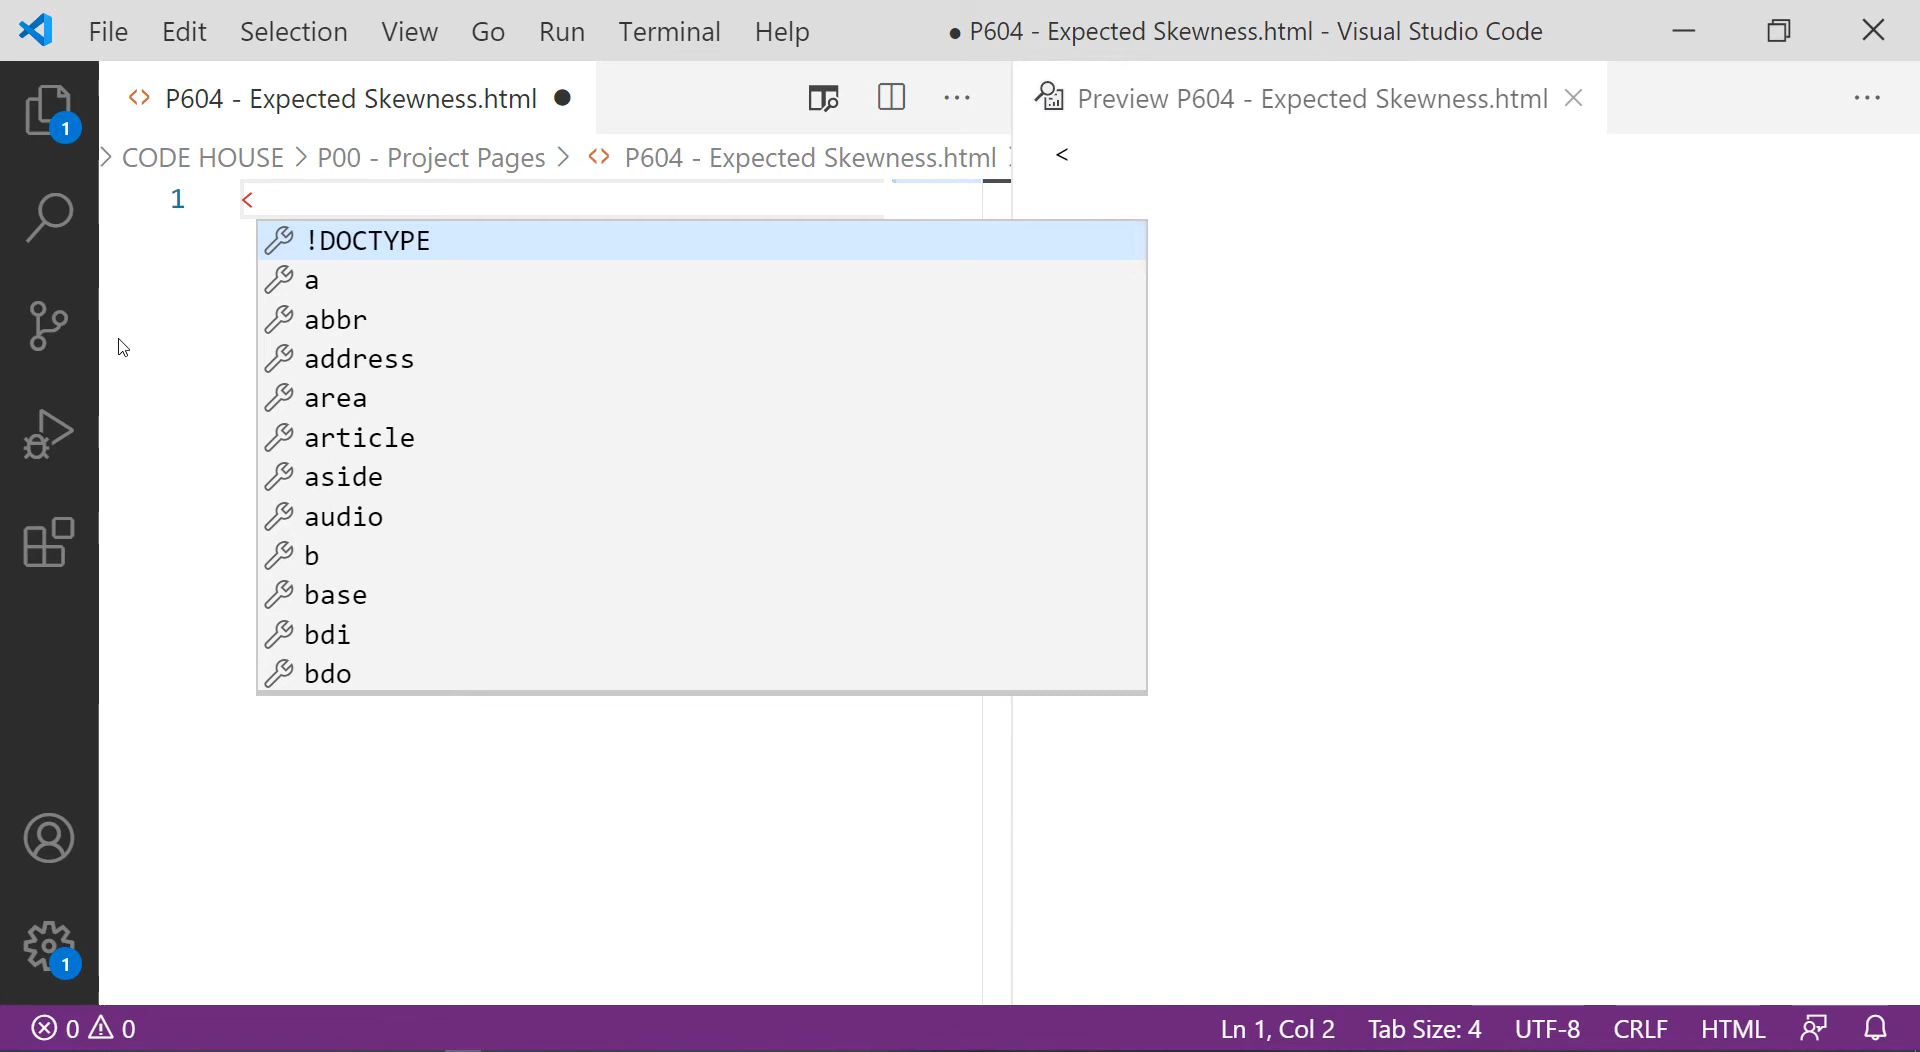 File Edit Selection View Go Run Terminal Help ● P604 - Expected Skewness.html - Visual Studio Code
P604 - Expected Skewness.html
Preview P604 - Expected Skewness.html
CODE HOUSE > P00 - Project Pages > P604 - Expected Skewness.html
<
1 <
!DOCTYPE
a
abbr
address
area
article
aside
audio
b
base
bdi
bdo
1
1
0 0 Ln 1, Col 2 Tab Size: 4 UTF-8 CRLF HTML